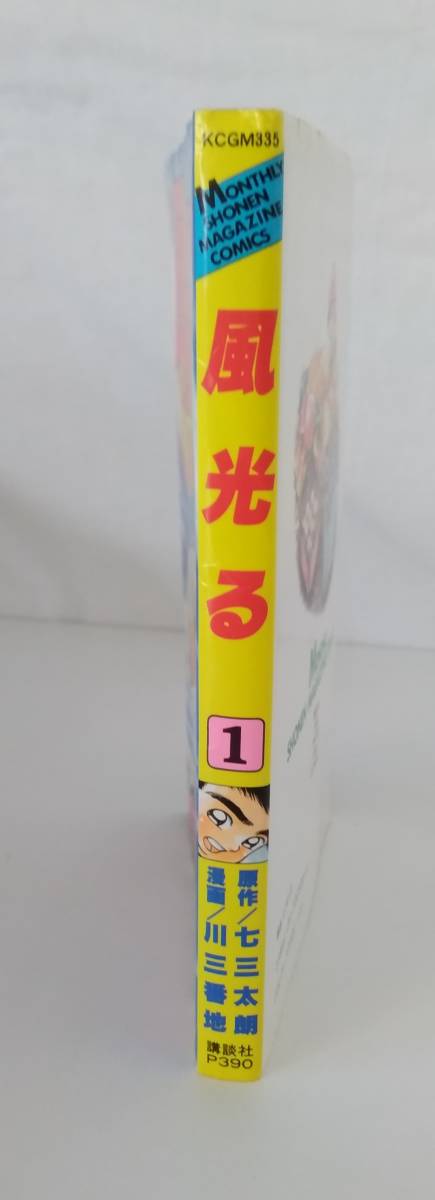 KCGM335
MONTHLY
SHONEN
MAGAZINE
COMICS
風光る
1
原作/七三太朗
漫画/川三番地
講談社
P390